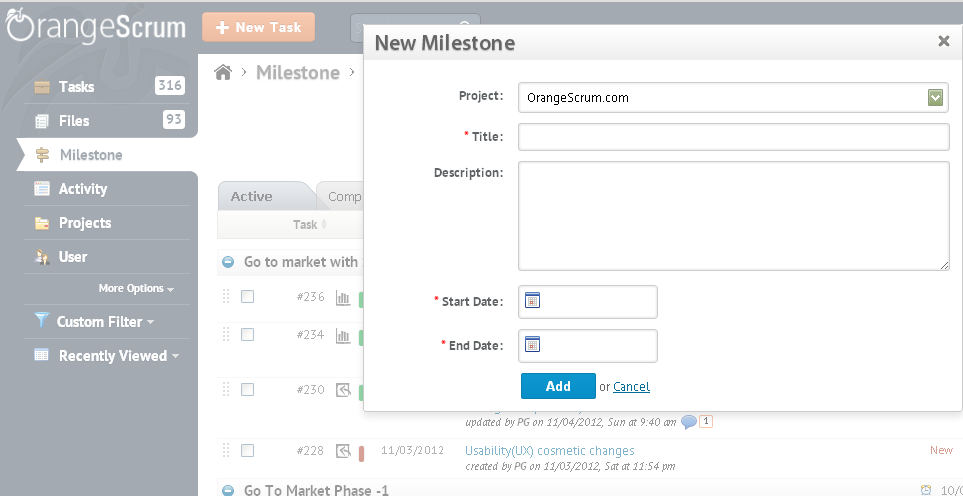 OrangeScrum
+ New Task
Tasks 316
Files 93
Milestone
Activity
Projects
User
More Options
Custom Filter
Recently Viewed
Milestone
Active
Comp
Task
Go to market with
#236
#234
#230
updated by PG on 11/04/2012, Sun at 9:40 am 1
#228 11/03/2012 Usability(UX) cosmetic changes New
created by PG on 11/03/2012, Sat at 11:54 pm
Go To Market Phase -1 10/0
New Milestone
Project: OrangeScrum.com
* Title:
Description:
* Start Date:
* End Date:
Add or Cancel